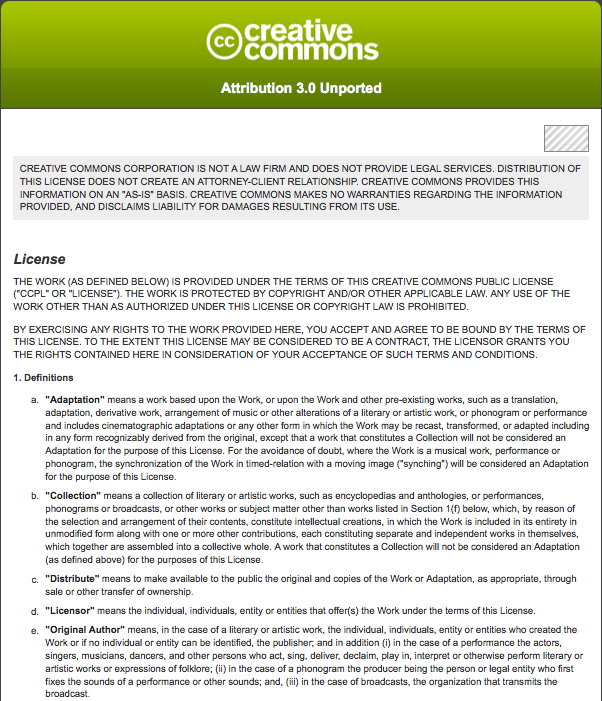 cc creative
commons
Attribution 3.0 Unported
CREATIVE COMMONS CORPORATION IS NOT A LAW FIRM AND DOES NOT PROVIDE LEGAL SERVICES. DISTRIBUTION OF
THIS LICENSE DOES NOT CREATE AN ATTORNEY-CLIENT RELATIONSHIP. CREATIVE COMMONS PROVIDES THIS
INFORMATION ON AN "AS-IS" BASIS. CREATIVE COMMONS MAKES NO WARRANTIES REGARDING THE INFORMATION
PROVIDED, AND DISCLAIMS LIABILITY FOR DAMAGES RESULTING FROM ITS USE.
License
THE WORK (AS DEFINED BELOW) IS PROVIDED UNDER THE TERMS OF THIS CREATIVE COMMONS PUBLIC LICENSE
("CCPL" OR "LICENSE"). THE WORK IS PROTECTED BY COPYRIGHT AND/OR OTHER APPLICABLE LAW. ANY USE OF THE
WORK OTHER THAN AS AUTHORIZED UNDER THIS LICENSE OR COPYRIGHT LAW IS PROHIBITED.
BY EXERCISING ANY RIGHTS TO THE WORK PROVIDED HERE, YOU ACCEPT AND AGREE TO BE BOUND BY THE TERMS OF
THIS LICENSE. TO THE EXTENT THIS LICENSE MAY BE CONSIDERED TO BE A CONTRACT, THE LICENSOR GRANTS YOU
THE RIGHTS CONTAINED HERE IN CONSIDERATION OF YOUR ACCEPTANCE OF SUCH TERMS AND CONDITIONS.
1. Definitions
a. "Adaptation" means a work based upon the Work, or upon the Work and other pre-existing works, such as a translation,
adaptation, derivative work, arrangement of music or other alterations of a literary or artistic work, or phonogram or performance
and includes cinematographic adaptations or any other form in which the Work may be recast, transformed, or adapted including
in any form recognizably derived from the original, except that a work that constitutes a Collection will not be considered an
Adaptation for the purpose of this License. For the avoidance of doubt, where the Work is a musical work, performance or
phonogram, the synchronization of the Work in timed-relation with a moving image ("synching") will be considered an Adaptation
for the purpose of this License.
b. "Collection" means a collection of literary or artistic works, such as encyclopedias and anthologies, or performances,
phonograms or broadcasts, or other works or subject matter other than works listed in Section 1(f) below, which, by reason of
the selection and arrangement of their contents, constitute intellectual creations, in which the Work is included in its entirety in
unmodified form along with one or more other contributions, each constituting separate and independent works in themselves,
which together are assembled into a collective whole. A work that constitutes a Collection will not be considered an Adaptation
(as defined above) for the purposes of this License.
c. "Distribute" means to make available to the public the original and copies of the Work or Adaptation, as appropriate, through
sale or other transfer of ownership.
d. "Licensor" means the individual, individuals, entity or entities that offer(s) the Work under the terms of this License.
e. "Original Author" means, in the case of a literary or artistic work, the individual, individuals, entity or entities who created the
Work or if no individual or entity can be identified, the publisher; and in addition (i) in the case of a performance the actors,
singers, musicians, dancers, and other persons who act, sing, deliver, declaim, play in, interpret or otherwise perform literary or
artistic works or expressions of folklore; (ii) in the case of a phonogram the producer being the person or legal entity who first
fixes the sounds of a performance or other sounds; and, (iii) in the case of broadcasts, the organization that transmits the
broadcast.